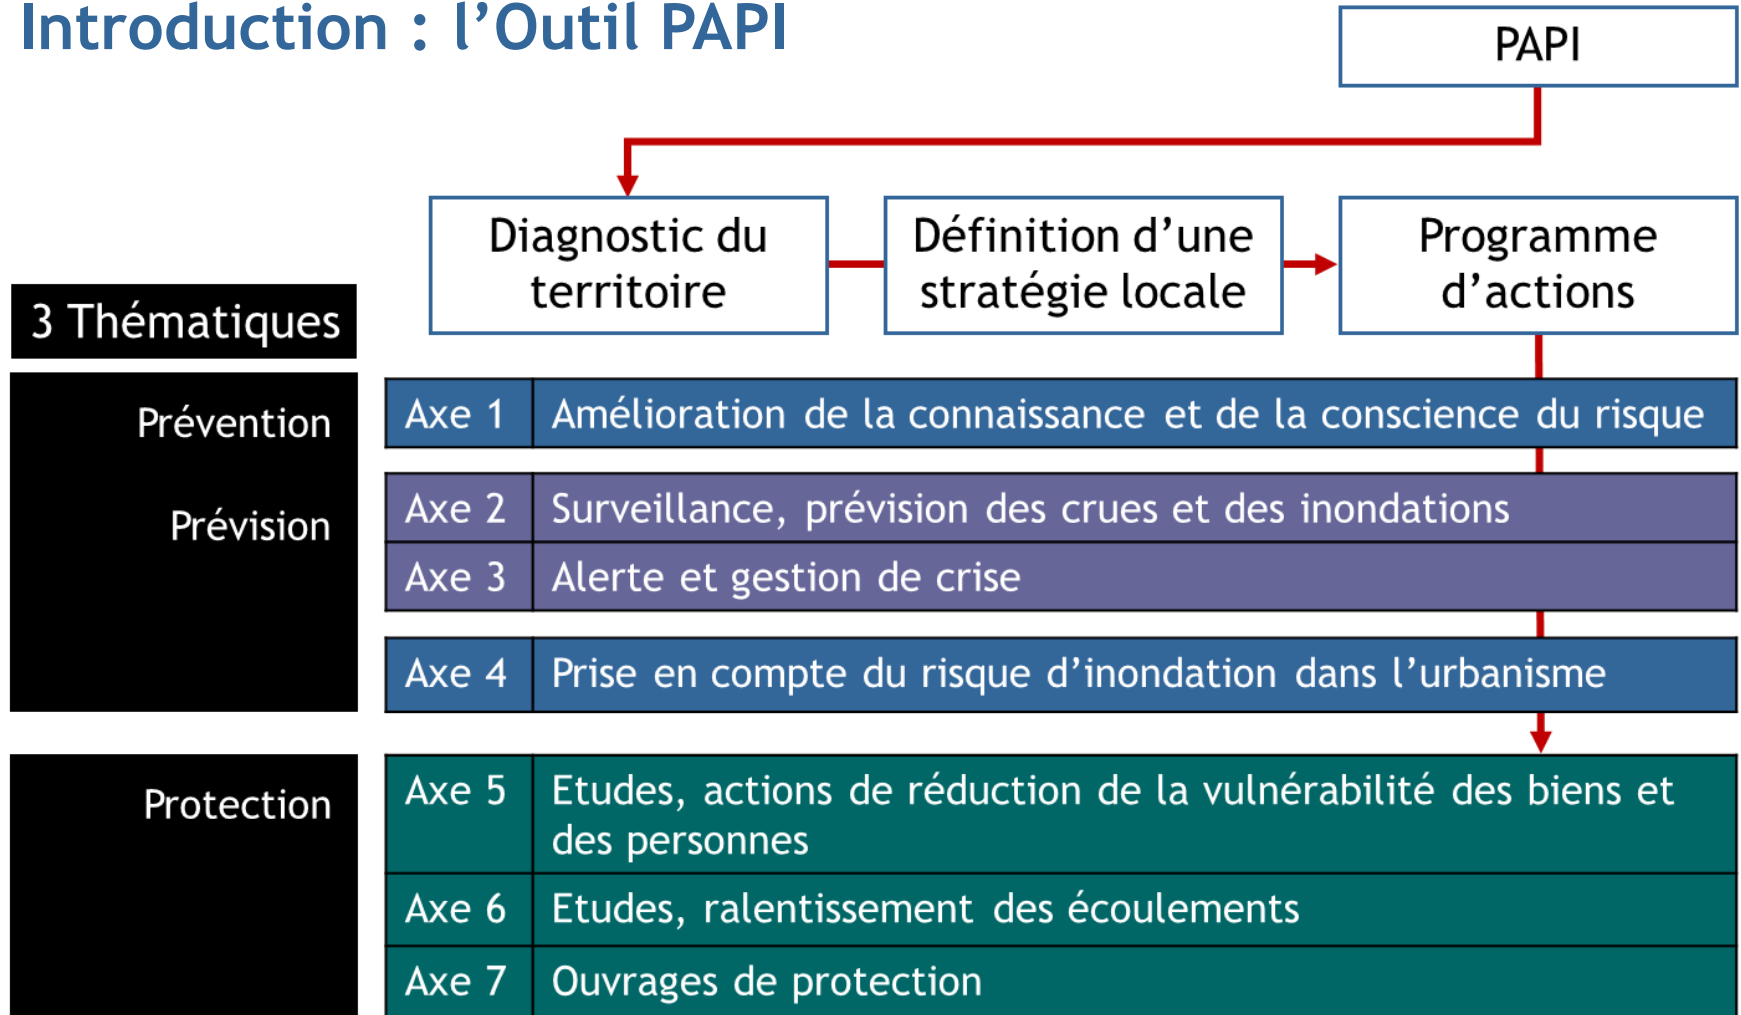 Introduction : l’Outil PAPI
PAPI
Diagnostic du
territoire
Définition d’une
stratégie locale
Programme
d’actions
3 Thématiques
Prévention
Axe 1 Amélioration de la connaissance et de la conscience du risque
Prévision
Axe 2 Surveillance, prévision des crues et des inondations
Axe 3 Alerte et gestion de crise
Axe 4 Prise en compte du risque d’inondation dans l’urbanisme
Protection
Axe 5 Etudes, actions de réduction de la vulnérabilité des biens et
des personnes
Axe 6 Etudes, ralentissement des écoulements
Axe 7 Ouvrages de protection